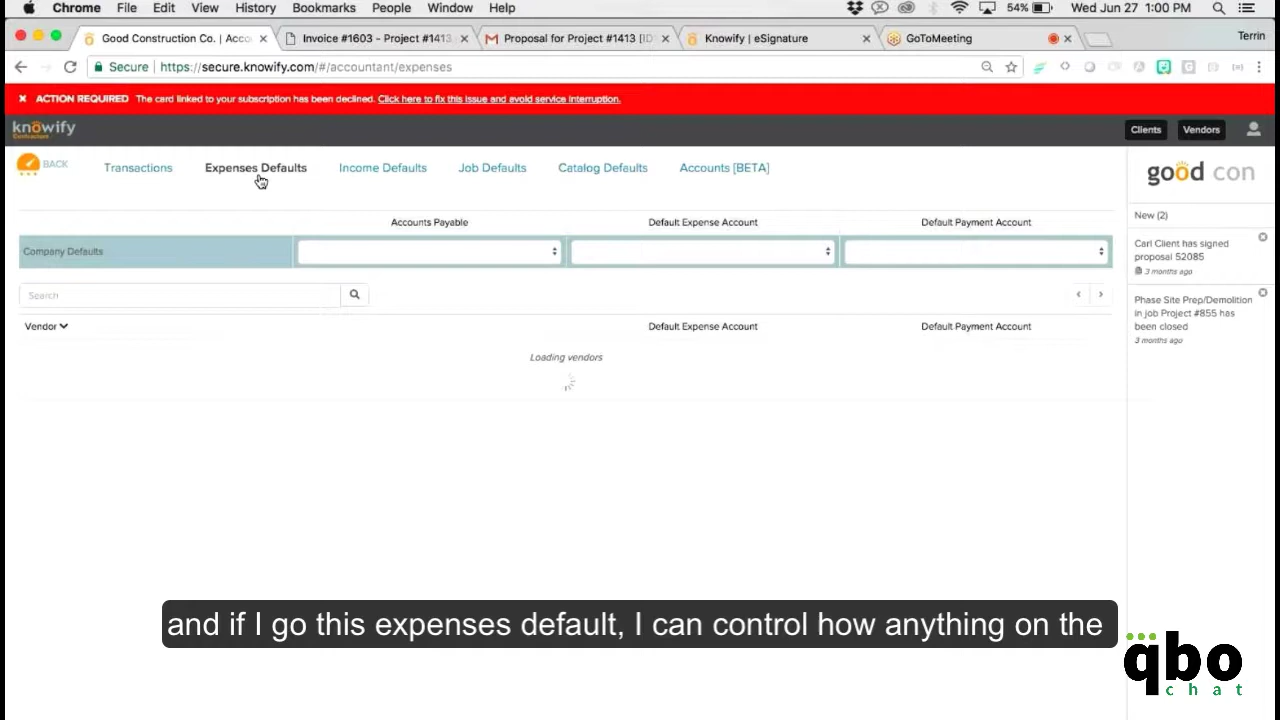 Chrome File Edit View History Bookmarks People Window Help 54% Wed Jun 27 1:00 PM
Good Construction Co. | Acco Invoice #1603 - Project #1413 Proposal for Project #1413 [ID Knowify | eSignature GoToMeeting Terrin
Secure https://secure.knowify.com/#/accountant/expenses
ACTION REQUIRED The card linked to your subscription has been declined. Click here to fix this issue and avoid service interruption.
knowify
Contractors
Clients Vendors
BACK Transactions Expenses Defaults Income Defaults Job Defaults Catalog Defaults Accounts [BETA]
good con
Accounts Payable Default Expense Account Default Payment Account
New (2)
Company Defaults
Carl Client has signed
proposal 52085
3 months ago
Search
Phase Site Prep/Demolition
in job Project #855 has
been closed
3 months ago
Vendor Default Expense Account Default Payment Account
Loading vendors
and if I go this expenses default, I can control how anything on the
qbo
chat